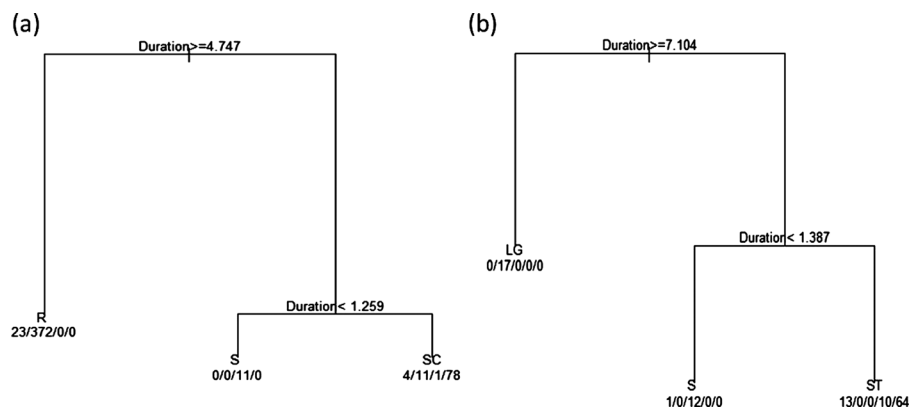 (a)
Duration>=4.747
R
23/372/0/0
Duration< 1.259
S
0/0/11/0
SC
4/11/1/78
(b)
Duration>=7.104
LG
0/17/0/0/0
Duration< 1.387
S
1/0/12/0/0
ST
13/0/0/10/64